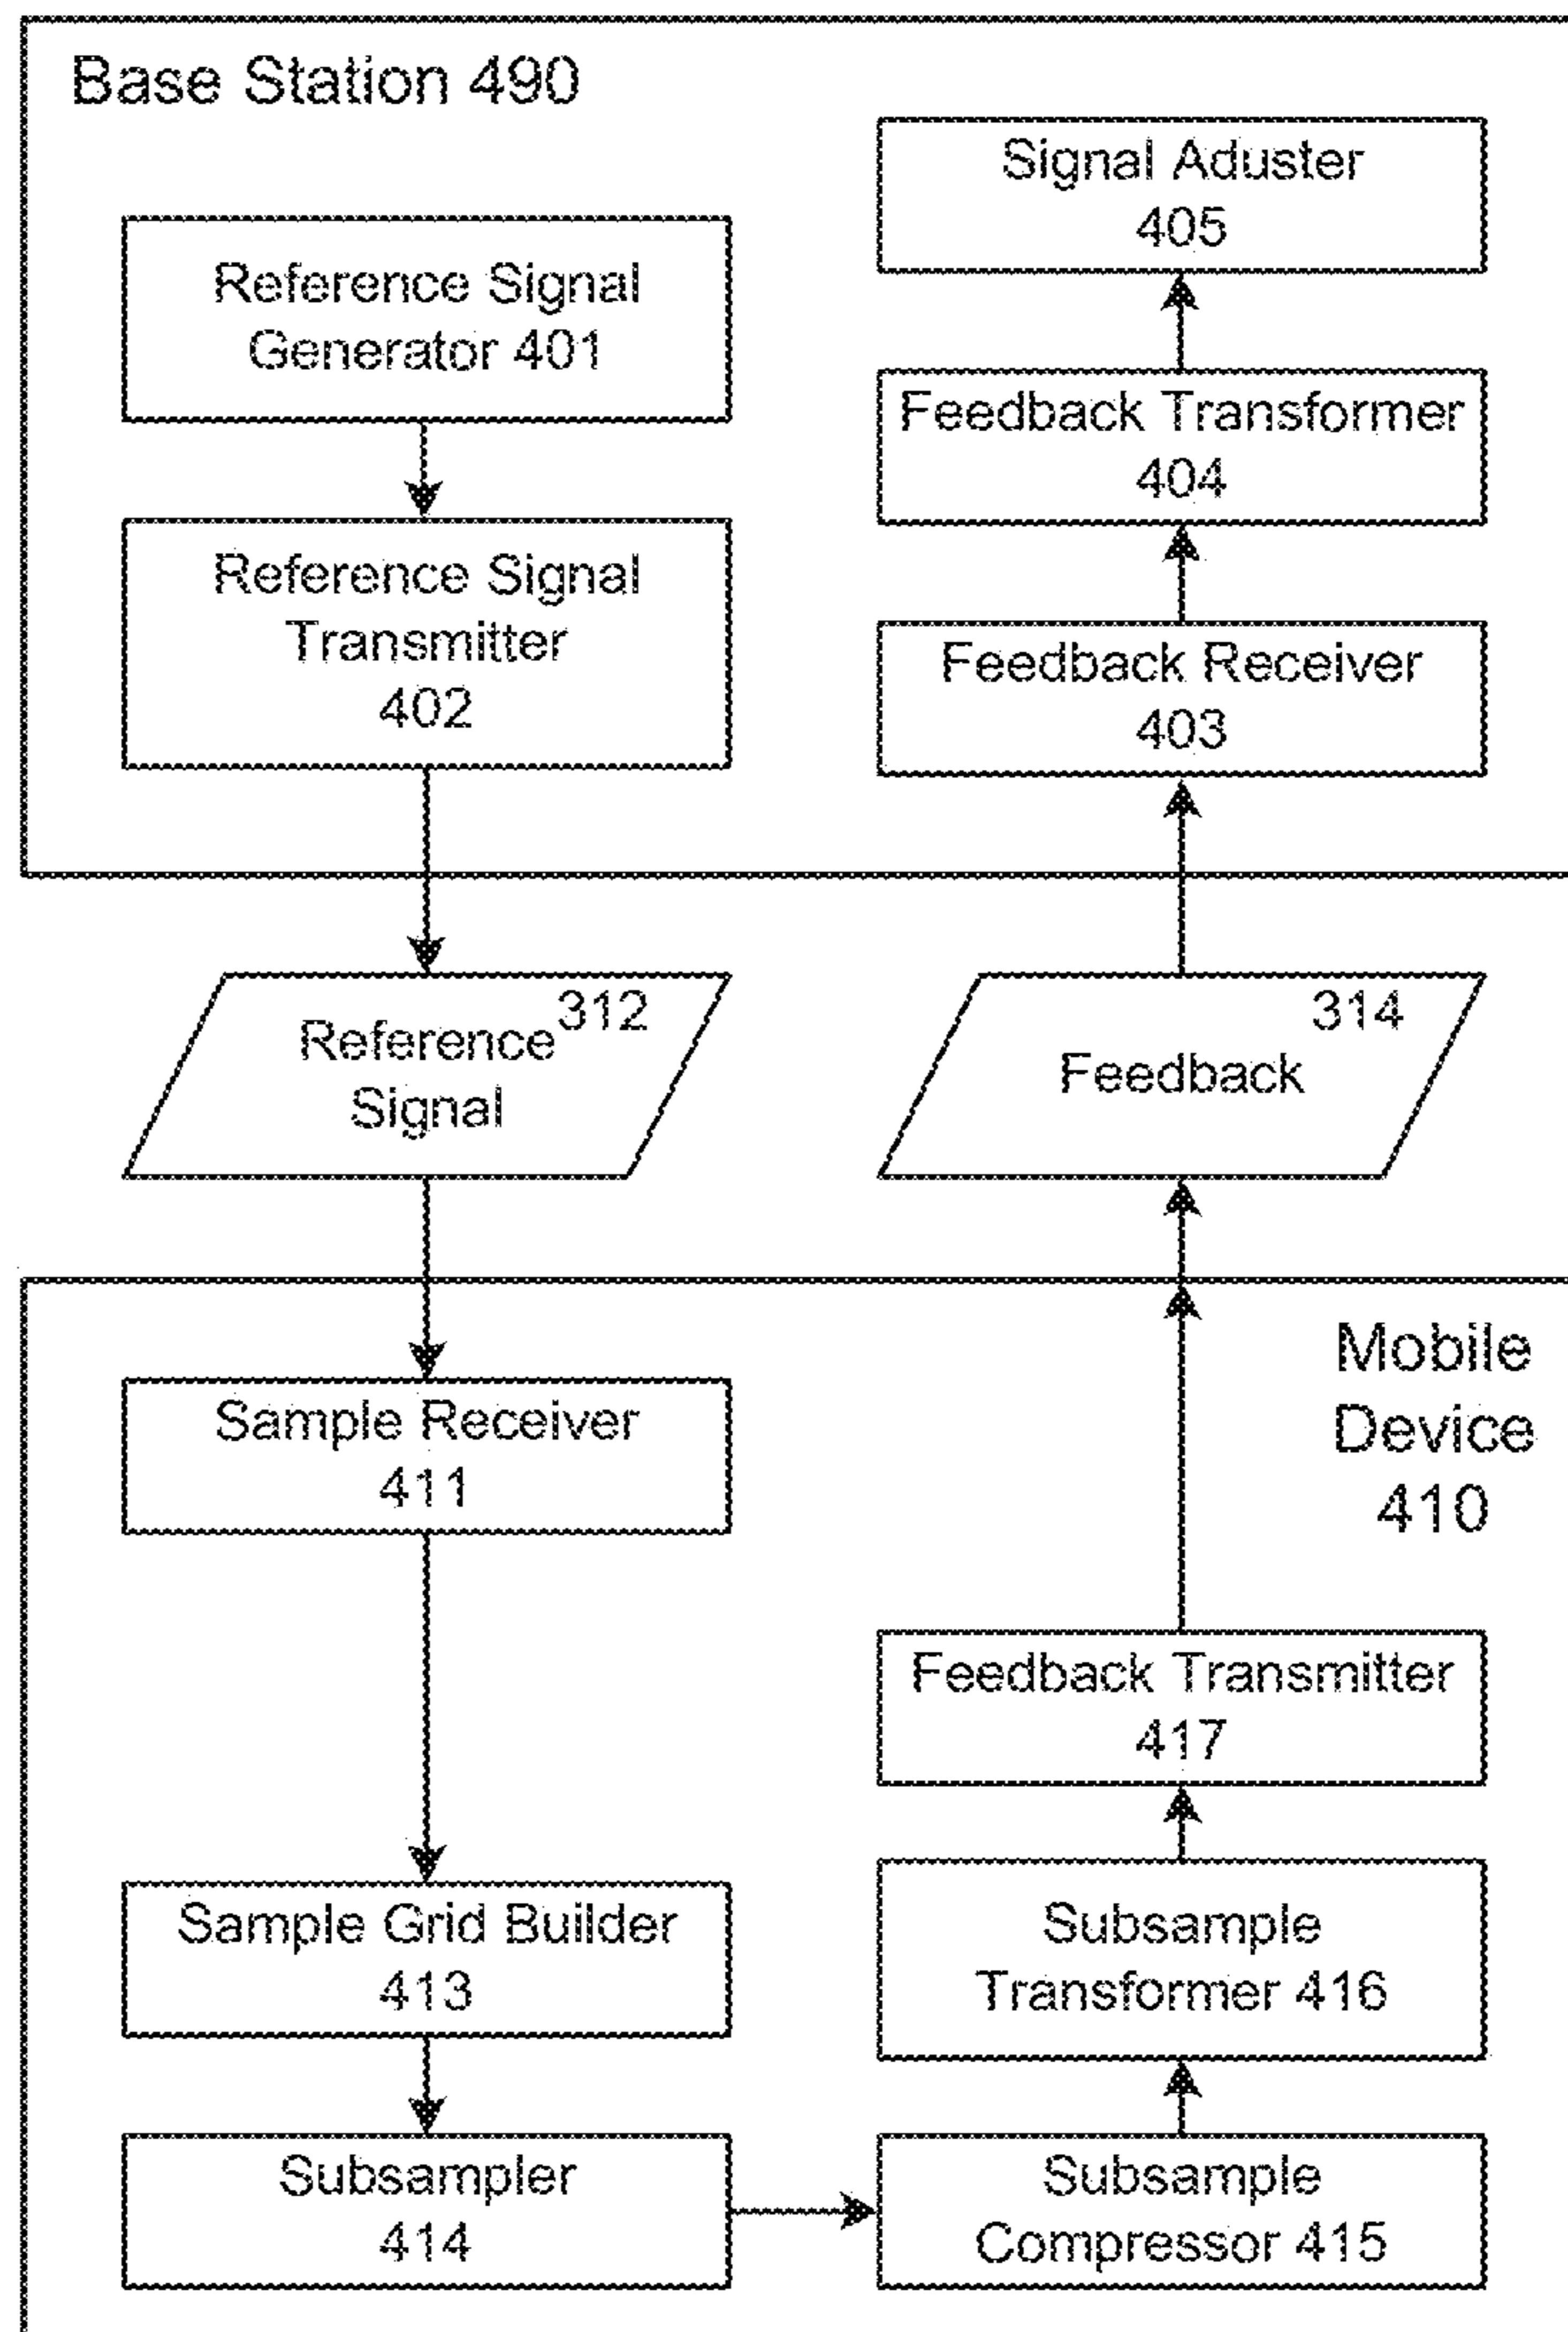 Base Station 490
Reference Signal
Generator 401
Reference Signal
Transmitter
402
Signal Aduster
405
Feedback Transformer
404
Feedback Receiver
403
312
Reference
Signal
314
Feedback
Mobile
Device
410
Sample Receiver
411
Sample Grid Builder
413
Subsampler
414
Feedback Transmitter
417
Subsample
Transformer 416
Subsample
Compressor 415